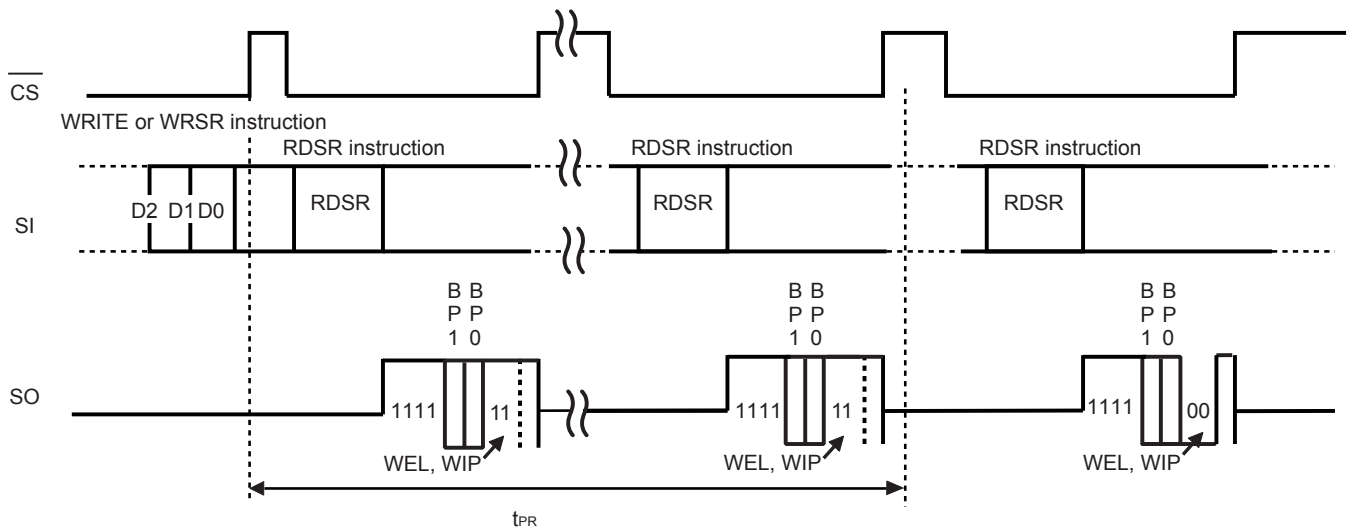 CS
WRITE or WRSR instruction
RDSR instruction
RDSR instruction
RDSR instruction
SI
D2 D1 D0
RDSR
RDSR
RDSR
B B
P P
1 0
B B
P P
1 0
B B
P P
1 0
SO
1111
11
1111
11
1111
00
WEL, WIP
WEL, WIP
WEL, WIP
tPR